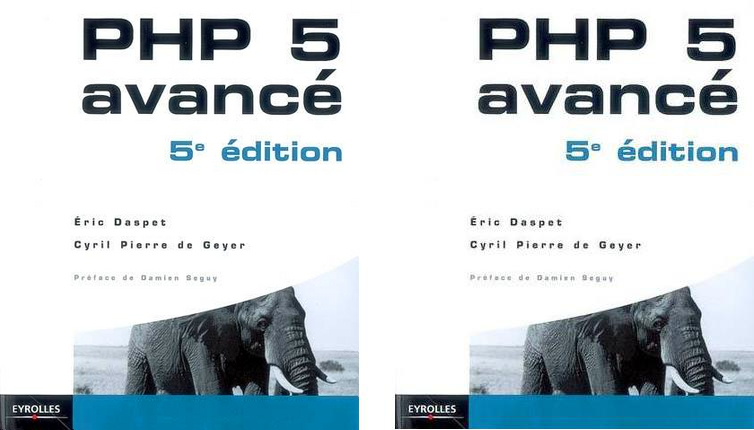 PHP 5
avancé
5e édition
Éric Daspet
Cyril Pierre de Geyer
Préface de Damien Seguy
EYROLLES
PHP 5
avancé
5e édition
Éric Daspet
Cyril Pierre de Geyer
Préface de Damien Seguy
EYROLLES